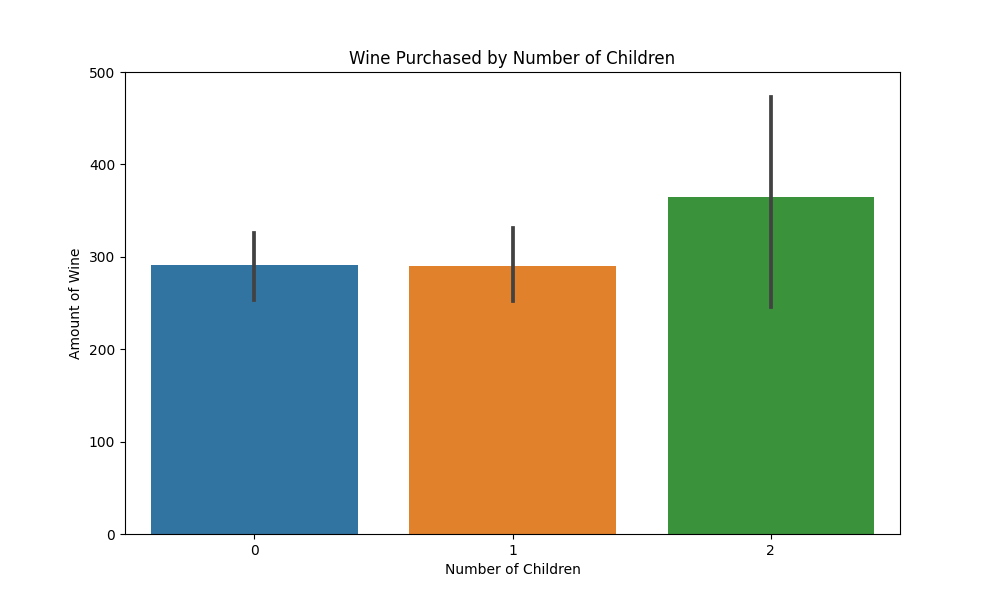 Wine Purchased by Number of Children
500
400
300
200
100
0
Amount of Wine
0 1 2
Number of Children